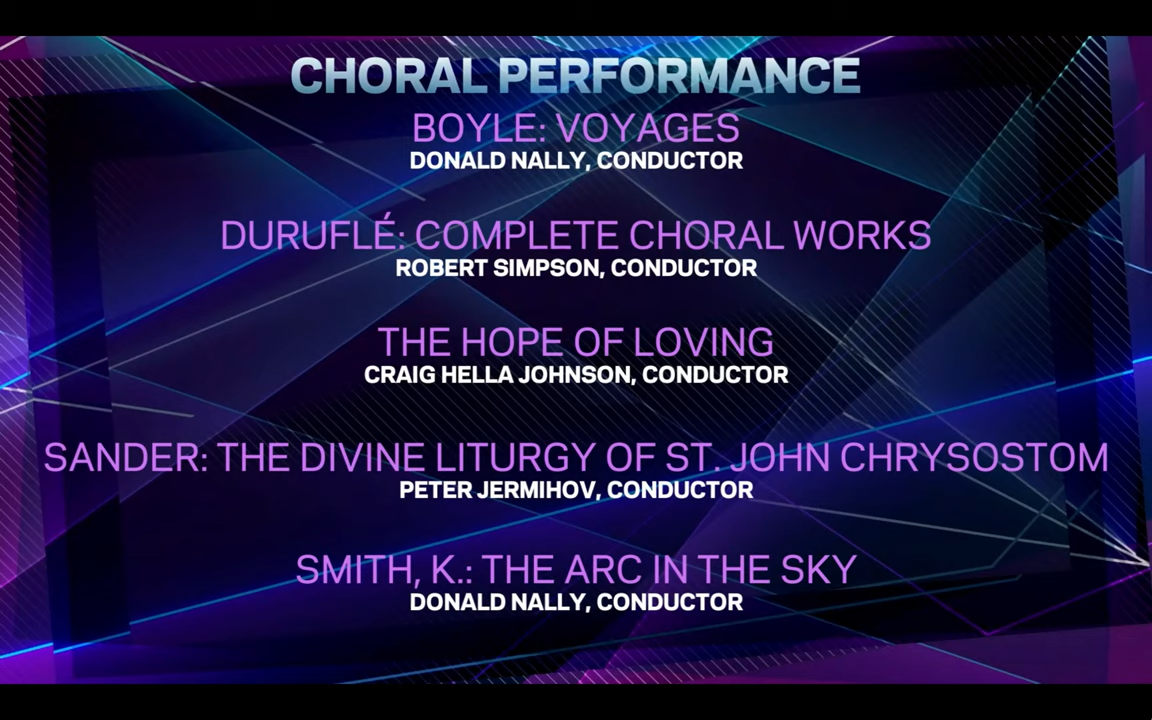 CHORAL PERFORMANCE
BOYLE: VOYAGES
DONALD NALLY, CONDUCTOR
DURUFLÉ: COMPLETE CHORAL WORKS
ROBERT SIMPSON, CONDUCTOR
THE HOPE OF LOVING
CRAIG HELLA JOHNSON, CONDUCTOR
SANDER: THE DIVINE LITURGY OF ST. JOHN CHRYSOSTOM
PETER JERMIHOV, CONDUCTOR
SMITH, K.: THE ARC IN THE SKY
DONALD NALLY, CONDUCTOR